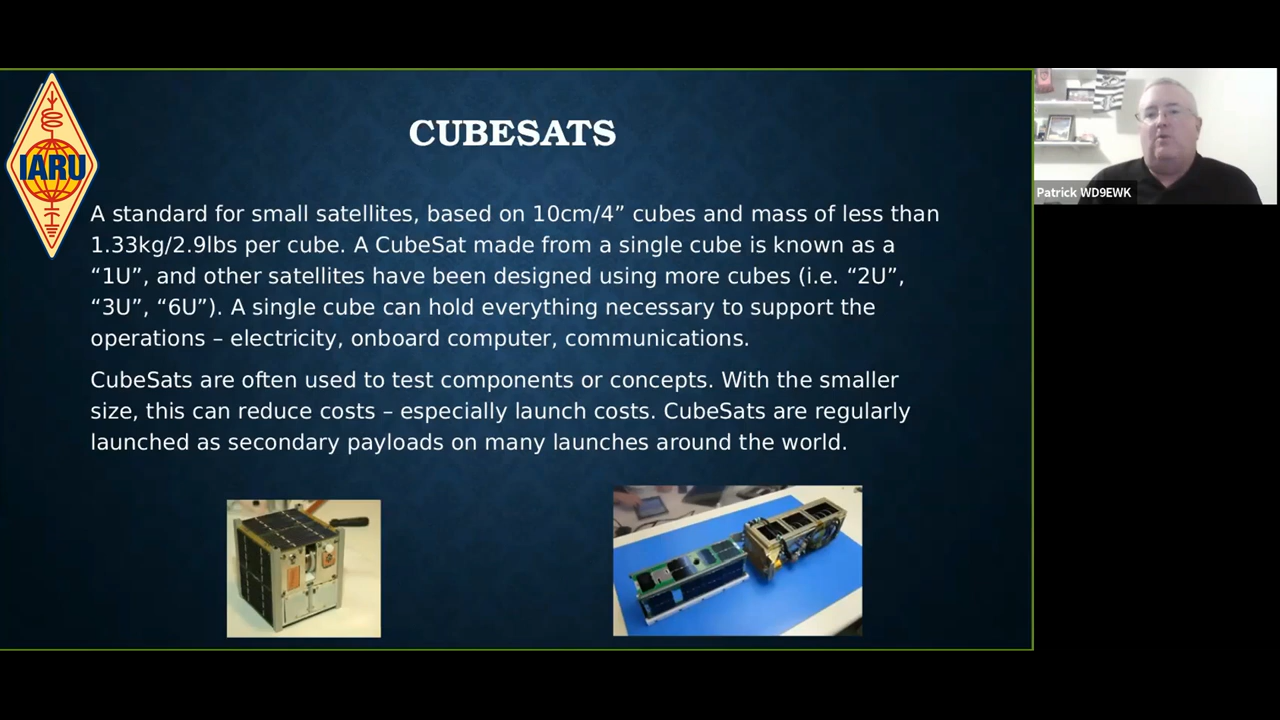 CUBESATS
IARU
A standard for small satellites, based on 10cm/4” cubes and mass of less than
1.33kg/2.9lbs per cube. A CubeSat made from a single cube is known as a
“1U”, and other satellites have been designed using more cubes (i.e. “2U”,
“3U”, “6U”). A single cube can hold everything necessary to support the
operations – electricity, onboard computer, communications.
CubeSats are often used to test components or concepts. With the smaller
size, this can reduce costs – especially launch costs. CubeSats are regularly
launched as secondary payloads on many launches around the world.
Patrick WD9EWK